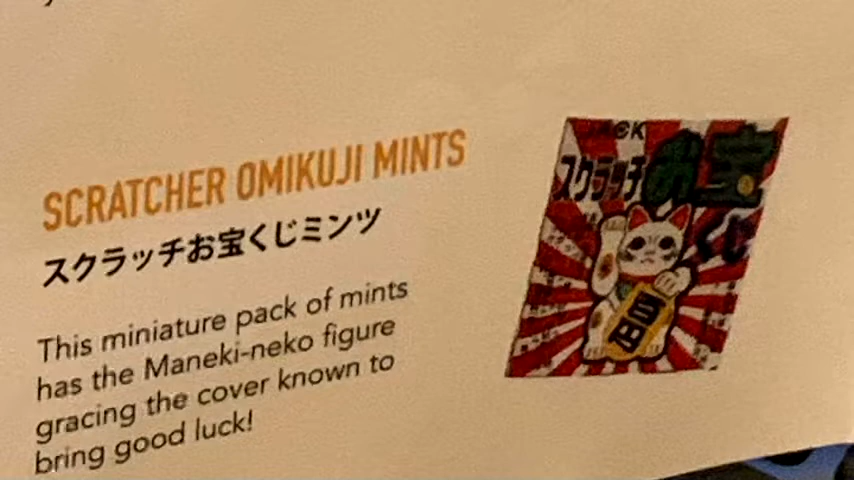 SCRATCHER OMIKUJI MINTS
スクラッチお宝くじミンツ
This miniature pack of mints
has the Maneki-neko figure
gracing the cover known to
bring good luck!
JACK
スクラッチお宝
くじ